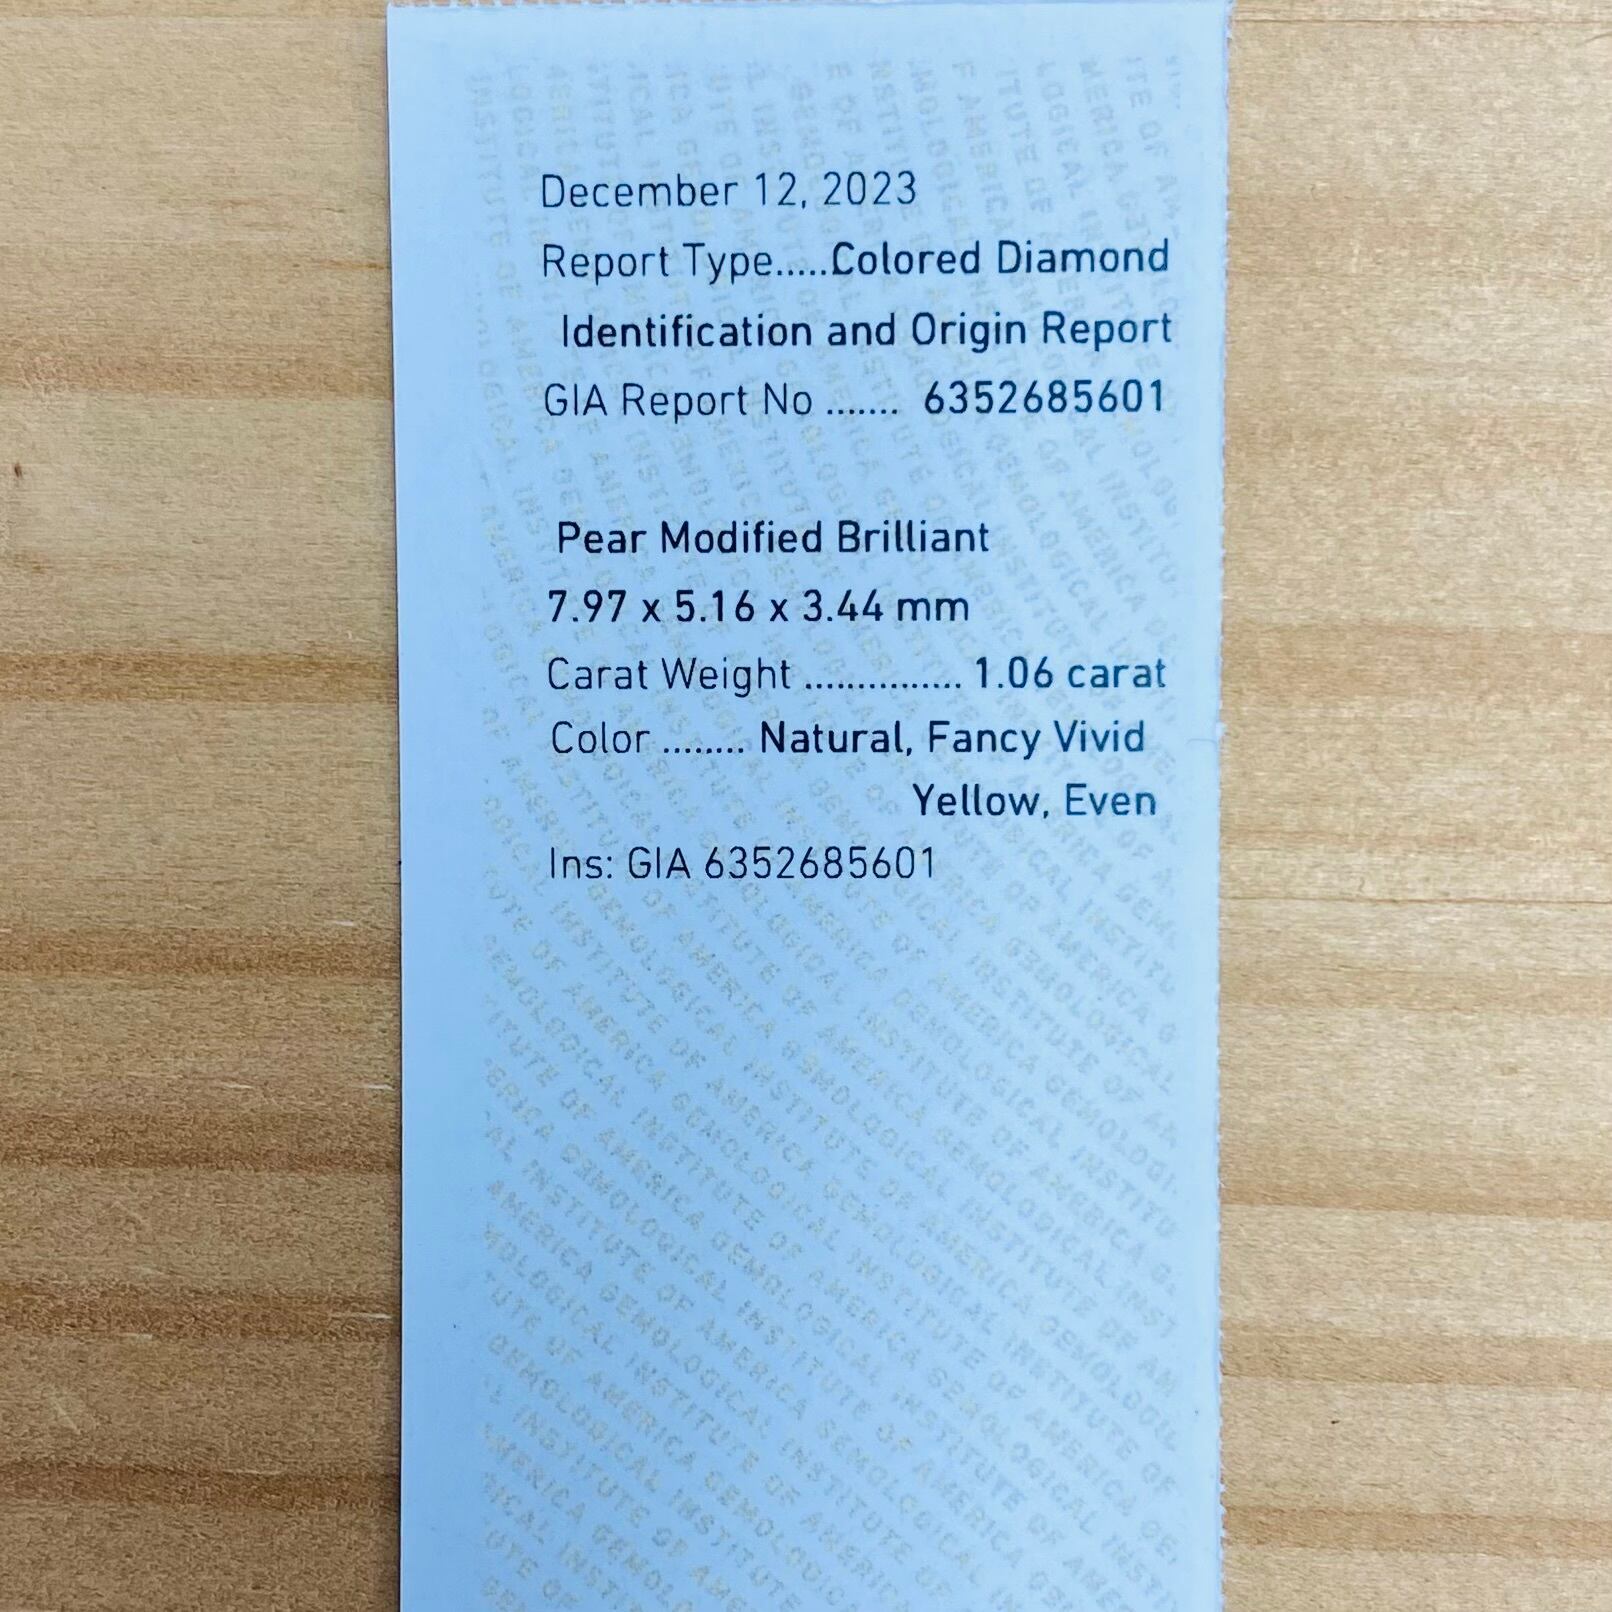 December 12, 2023
Report Type.....Colored Diamond
Identification and Origin Report
GIA Report No ....... 6352685601
Pear Modified Brilliant
7.97 x 5.16 x 3.44 mm
Carat Weight ............... 1.06 carat
Color ........ Natural, Fancy Vivid
Yellow, Even
Ins: GIA 6352685601